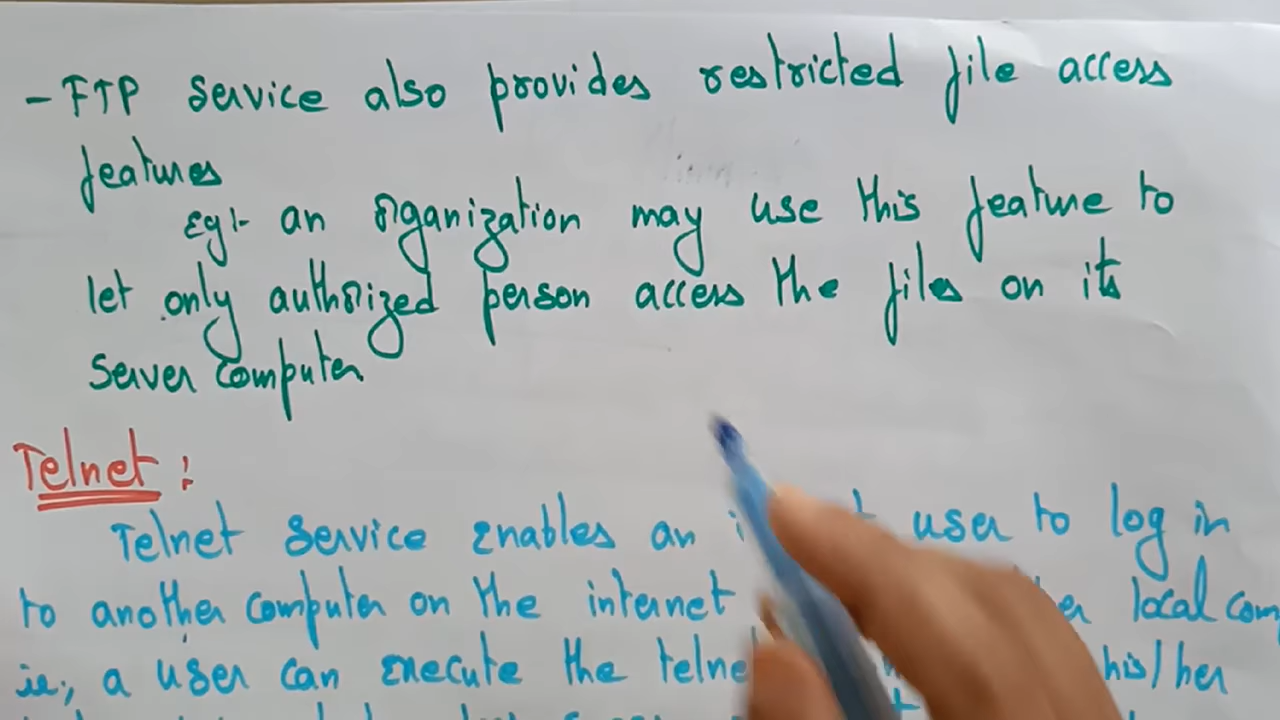 - FTP service also provides restricted file access
features
Eg:- an organization may use this feature to
let only authorized person access the files on its
server computer.
Telnet :
Telnet service enables an user to log in
to another computer on the internet local
ie., a user can execute the his/her